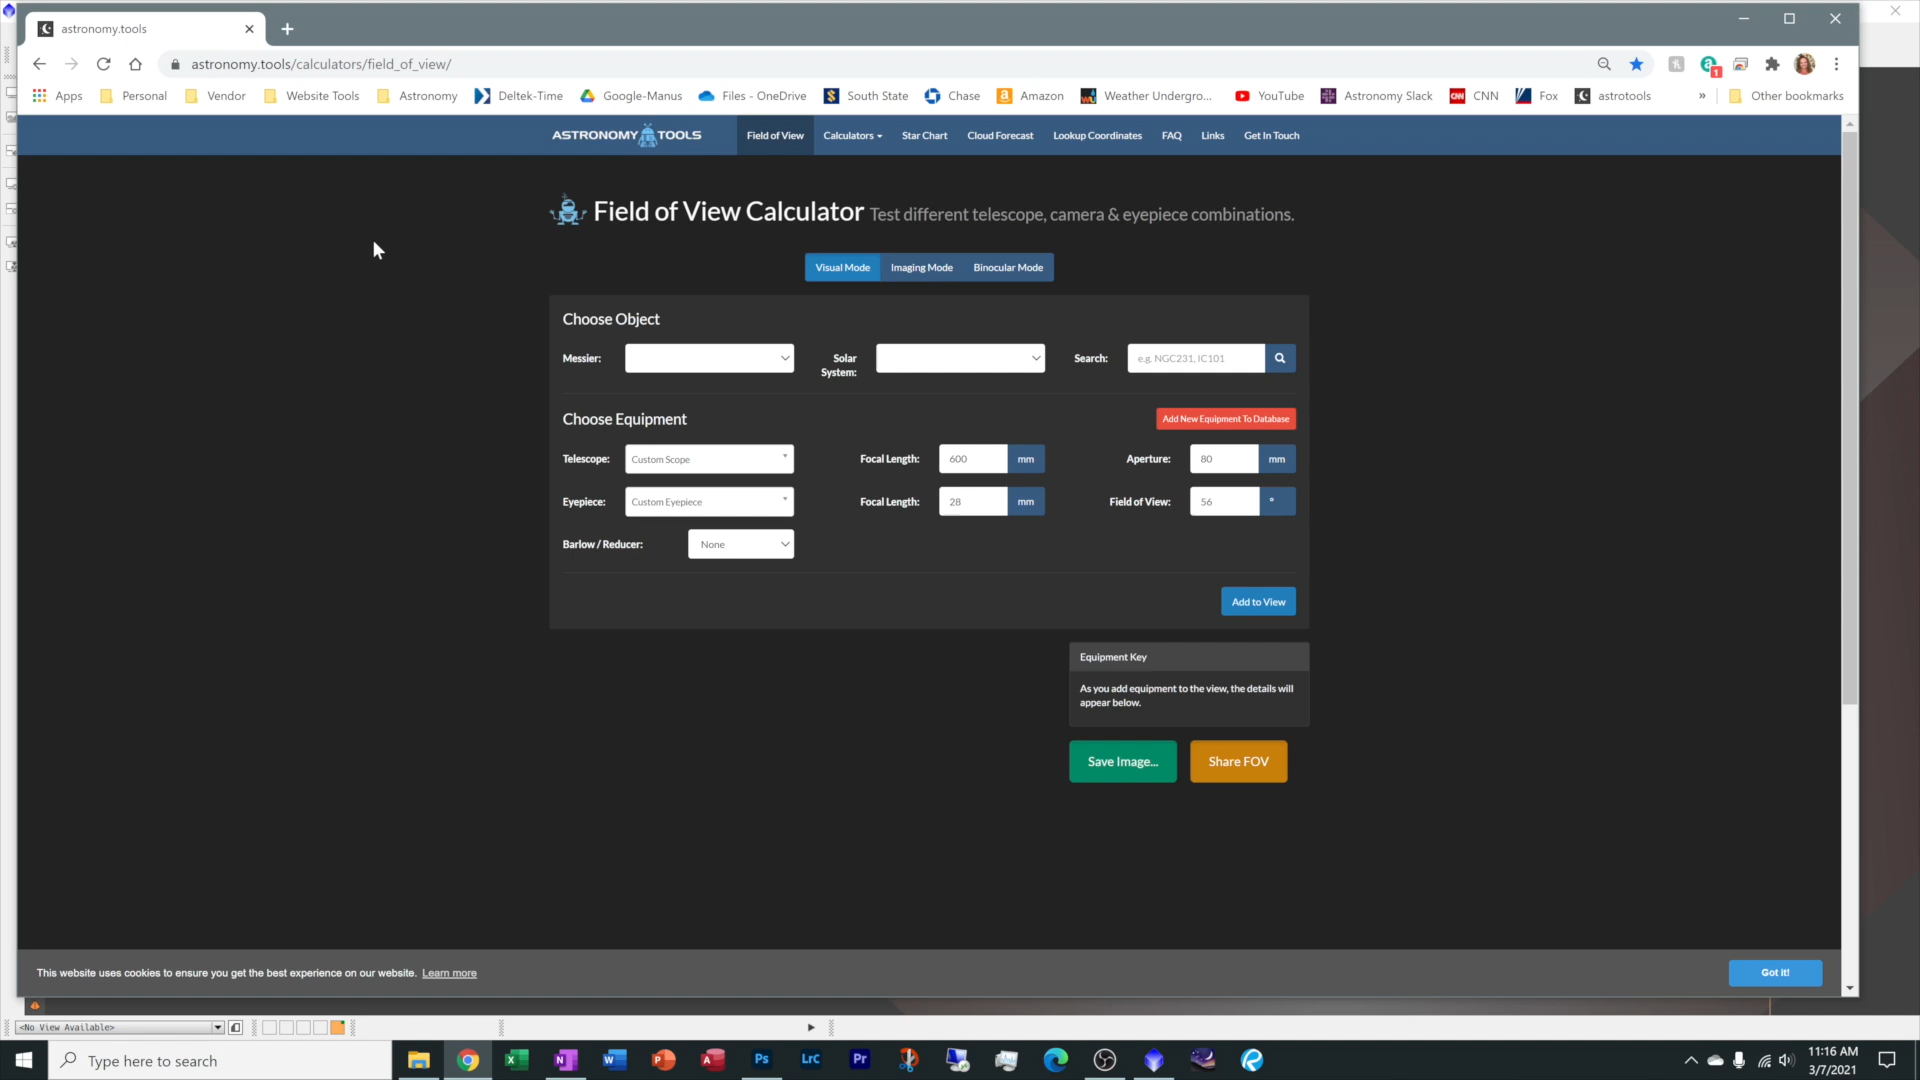 astronomy.tools
astronomy.tools/calculators/field_of_view/
Apps Personal Vendor Website Tools Astronomy Deltek-Time Google-Manus Files - OneDrive South State Chase Amazon Weather Undergro... YouTube Astronomy Slack CNN Fox astrotools » Other bookmarks
ASTRONOMY TOOLS Field of View Calculators Star Chart Cloud Forecast Lookup Coordinates FAQ Links Get In Touch
Field of View Calculator Test different telescope, camera & eyepiece combinations.
Visual Mode Imaging Mode Binocular Mode
Choose Object
Messier: Solar System: Search: e.g. NGC231, IC101
Choose Equipment Add New Equipment To Database
Telescope: Custom Scope Focal Length: 600 mm Aperture: 80 mm
Eyepiece: Custom Eyepiece Focal Length: 28 mm Field of View: 56 °
Barlow / Reducer: None
Add to View
Equipment Key
As you add equipment to the view, the details will
appear below.
Save Image... Share FOV
This website uses cookies to ensure you get the best experience on our website. Learn more Got it!
<No View Available>
Type here to search
11:16 AM
3/7/2021